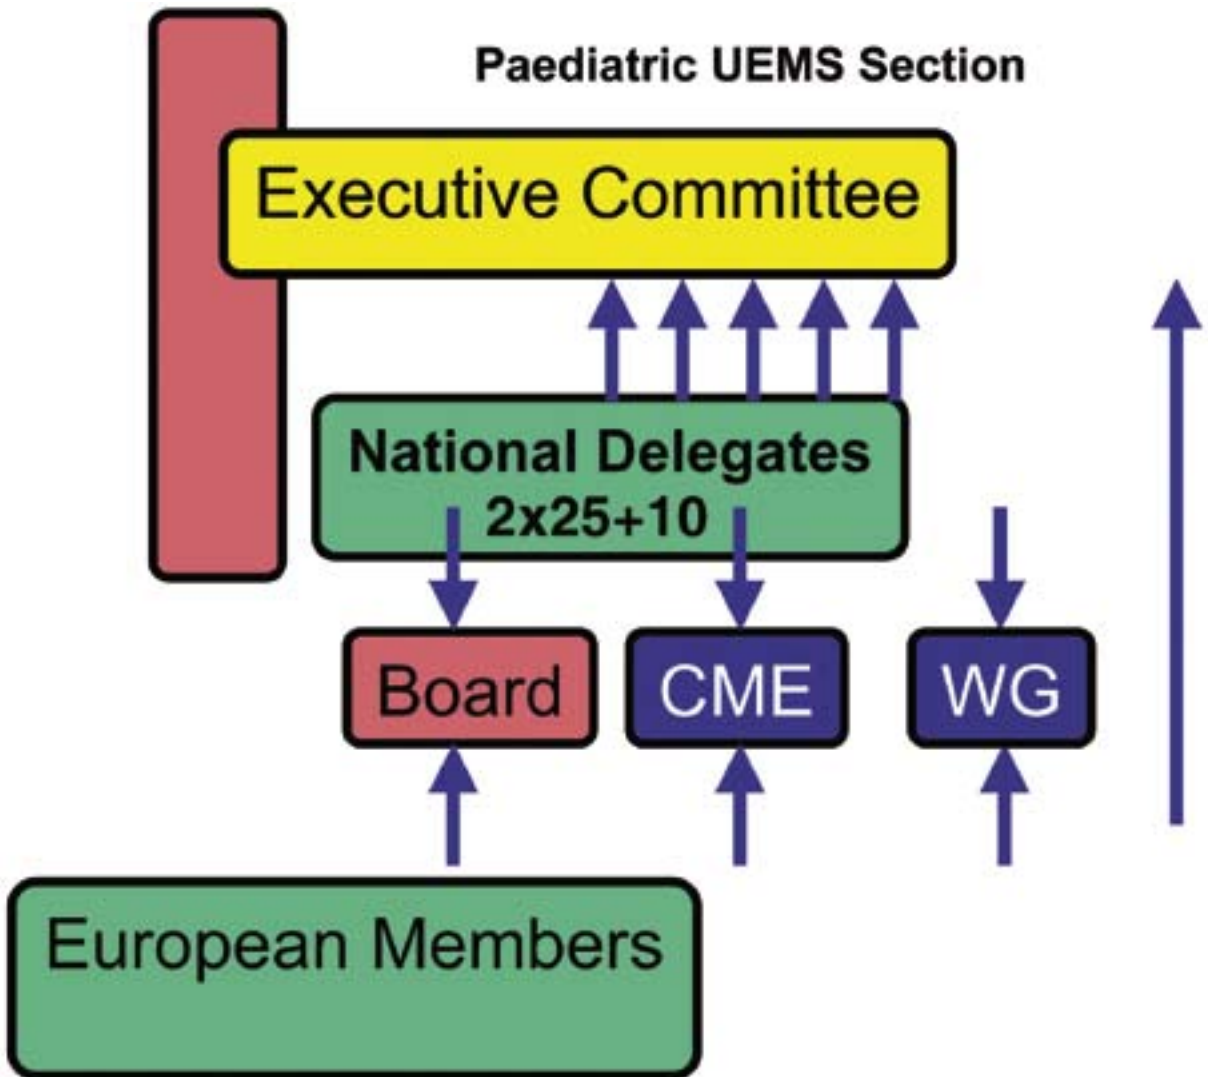 Paediatric UEMS Section
Executive Committee
National Delegates
2x25+10
Board
CME
WG
European Members